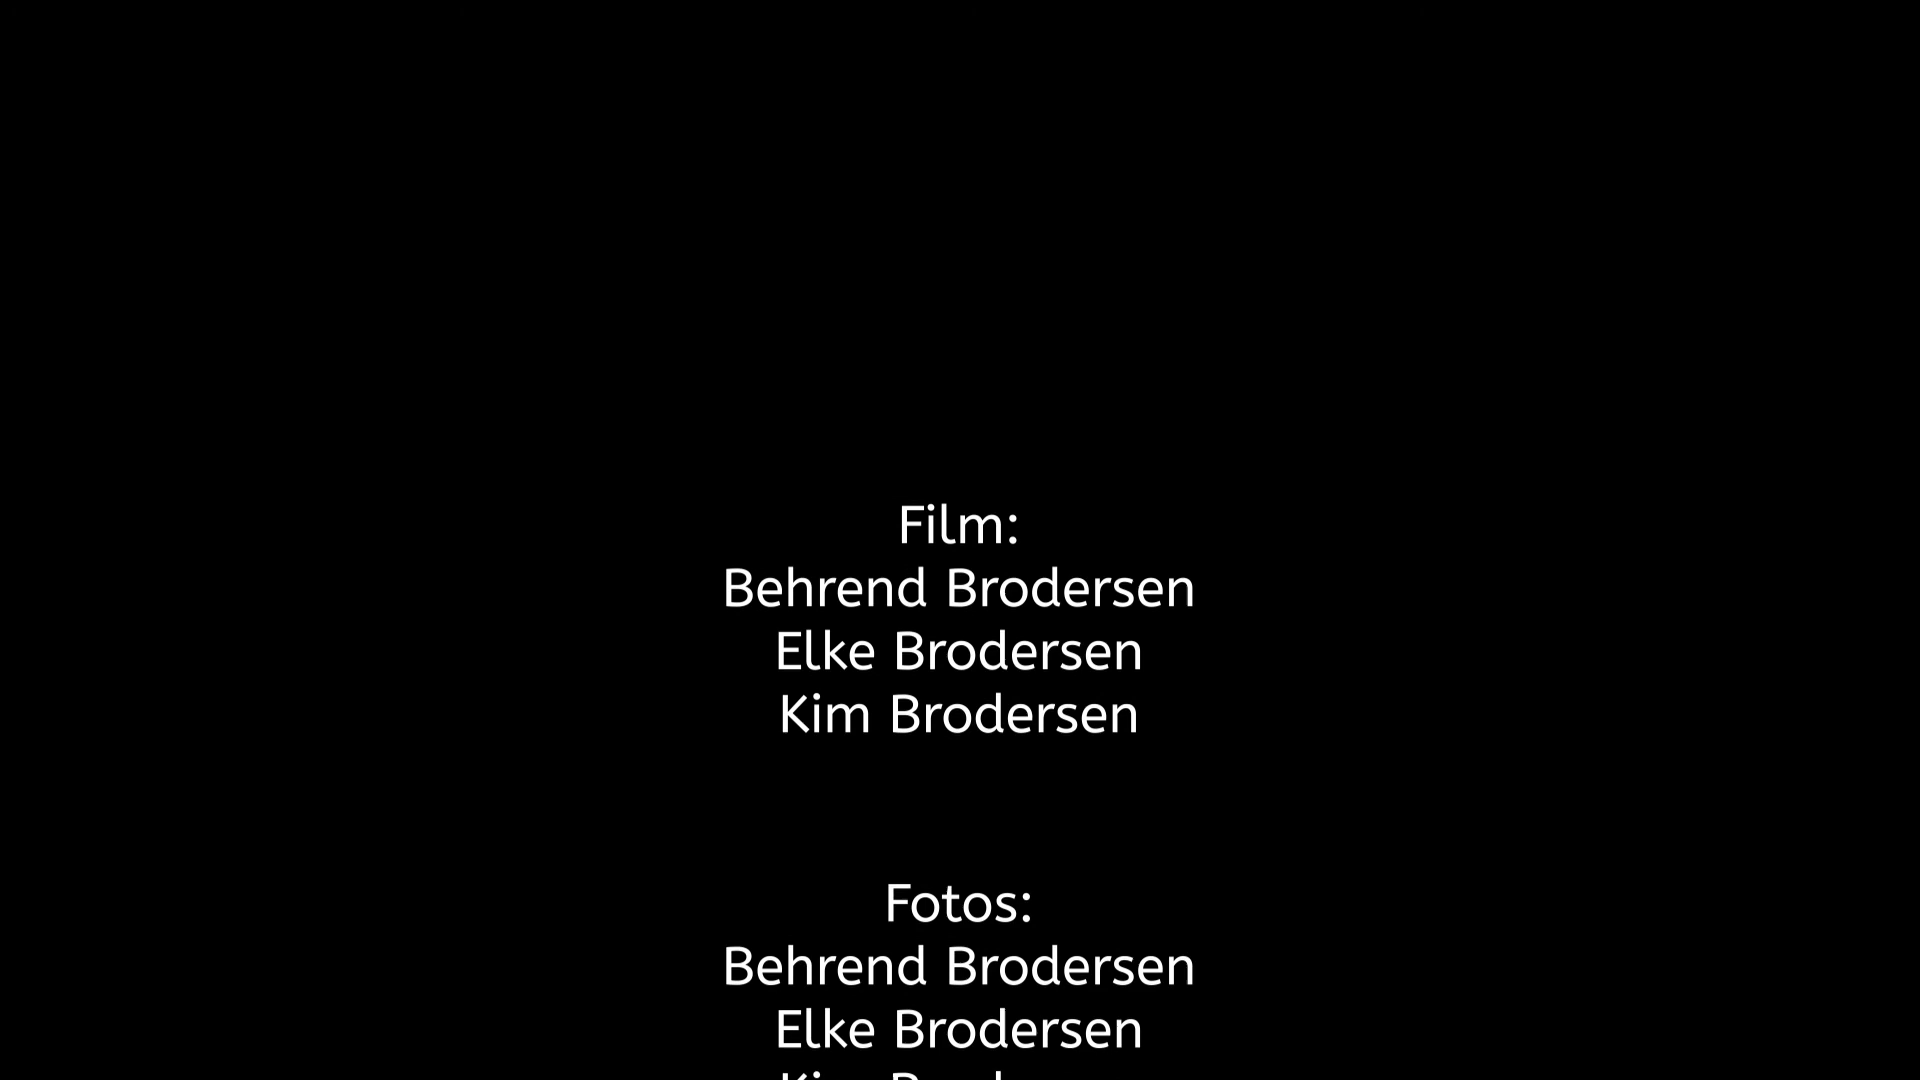 Film:
Behrend Brodersen
Elke Brodersen
Kim Brodersen
Fotos:
Behrend Brodersen
Elke Brodersen